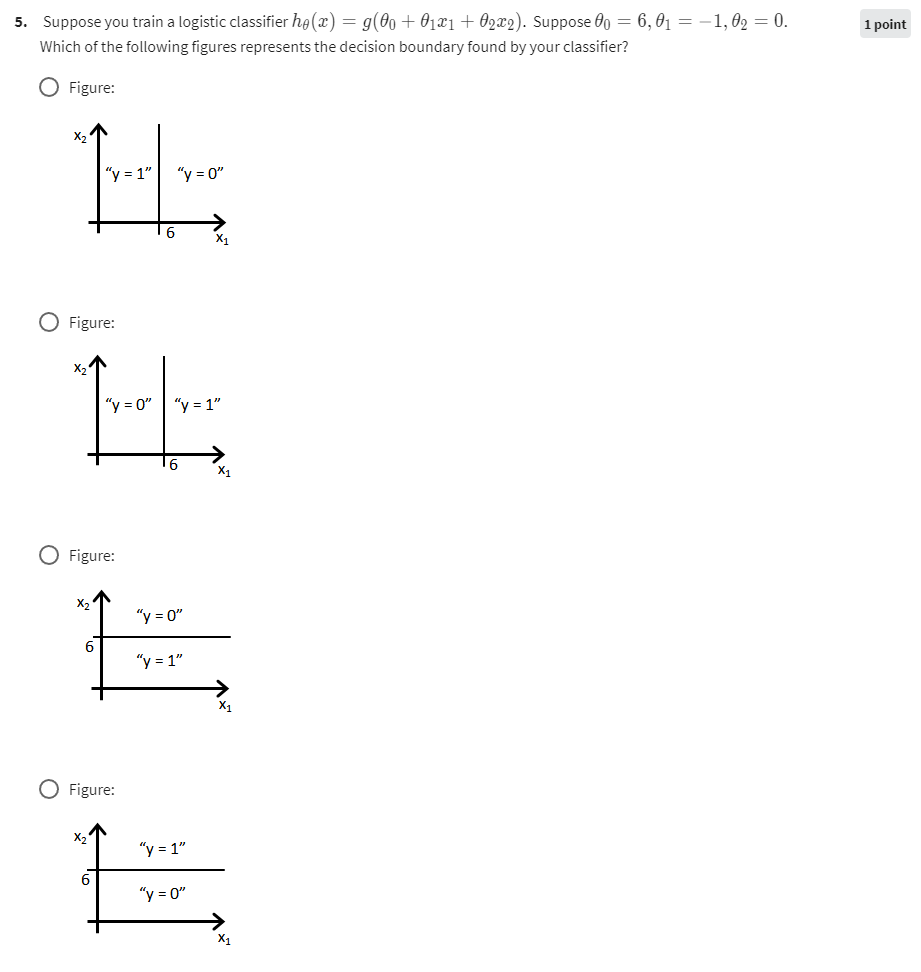 5. Suppose you train a logistic classifier hθ(x) = g(θ0 + θ1x1 + θ2x2). Suppose θ0 = 6, θ1 = −1, θ2 = 0.
1 point
Which of the following figures represents the decision boundary found by your classifier?
Figure:
x2
“y = 1” “y = 0”
6
x1
Figure:
x2
“y = 0” “y = 1”
6
x1
Figure:
x2
“y = 0”
6
“y = 1”
x1
Figure:
x2
“y = 1”
6
“y = 0”
x1